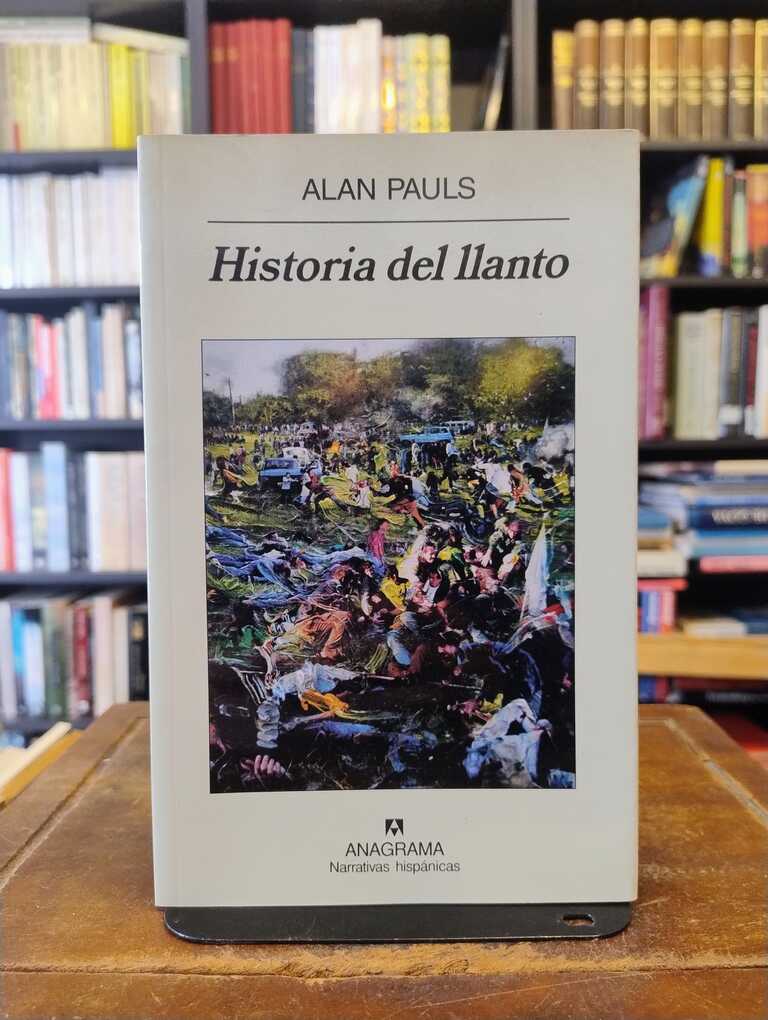 ALAN PAULS
Historia del llanto
ANAGRAMA
Narrativas hispánicas